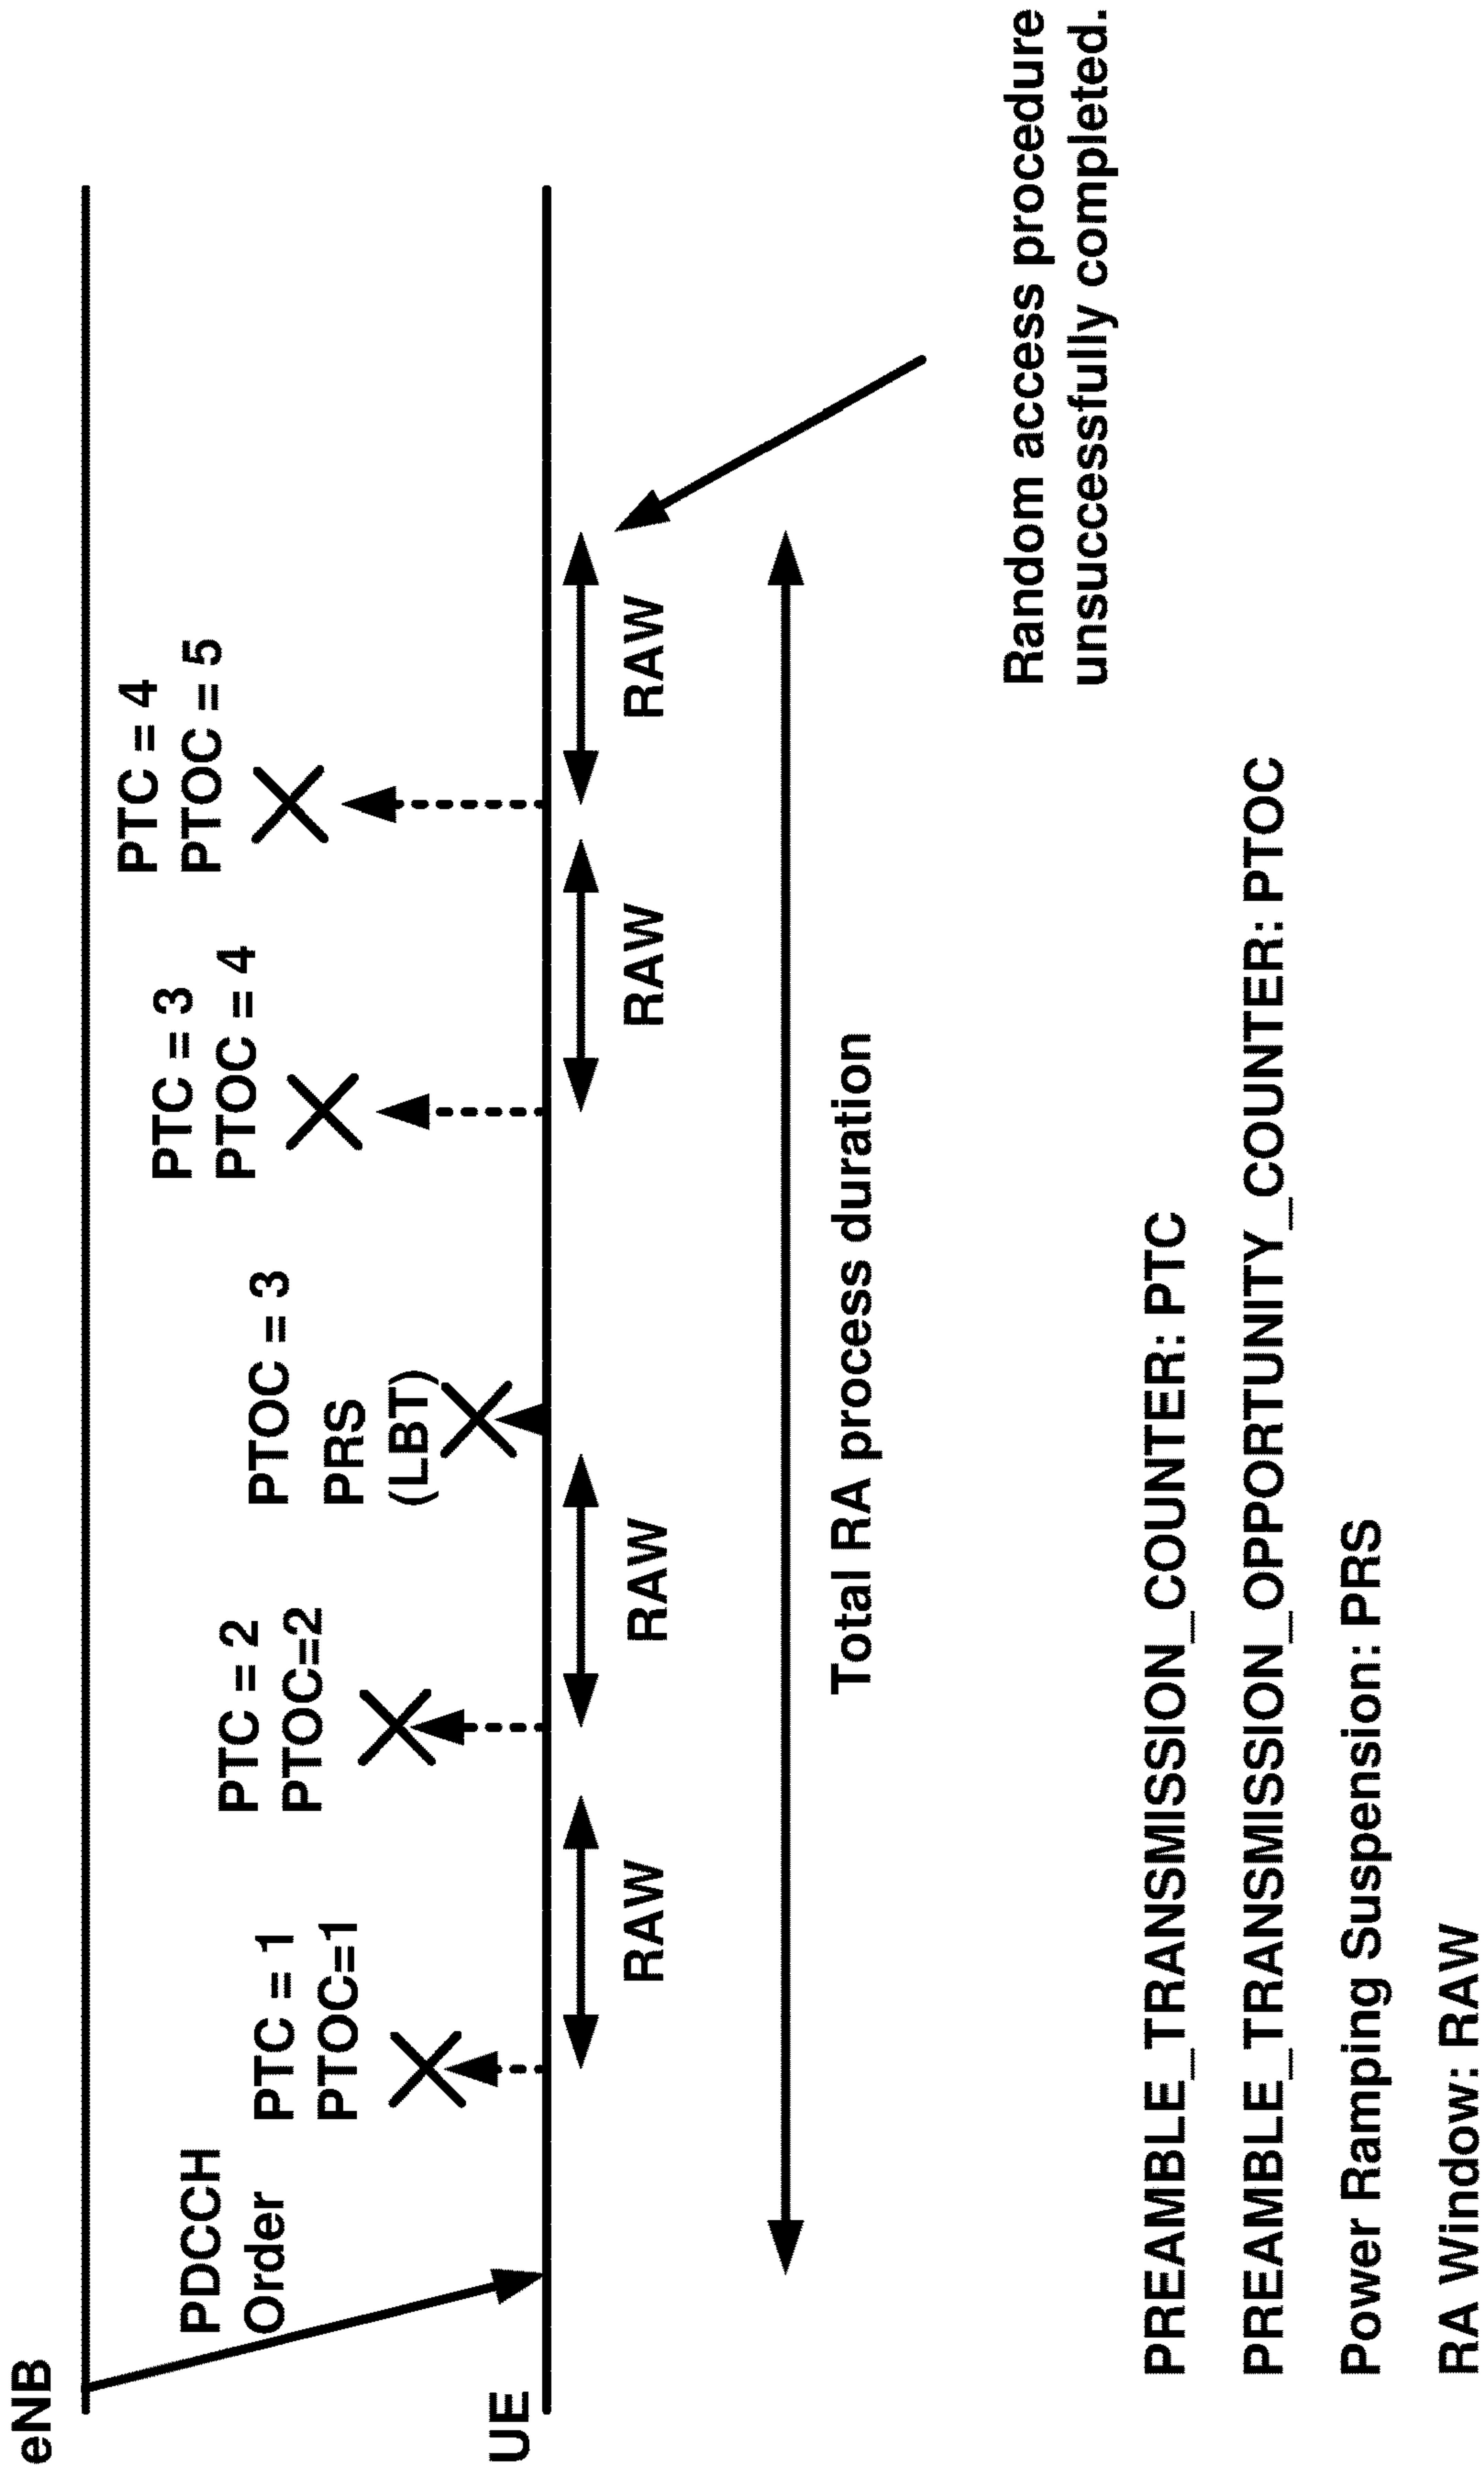 eNB
PDCCH
Order
PTC = 1
PTOC=1
PTC = 2
PTOC=2
PTOC = 3
PRS
(LBT)
PTC = 3
PTOC = 4
PTC = 4
PTOC = 5
UE
RAW
RAW
RAW
RAW
Total RA process duration
Random access procedure
unsuccessfully completed.
PREAMBLE_TRANSMISSION_COUNTER: PTC
PREAMBLE_TRANSMISSION_OPPORTUNITY_COUNTER: PTOC
Power Ramping Suspension: PRS
RA Window: RAW